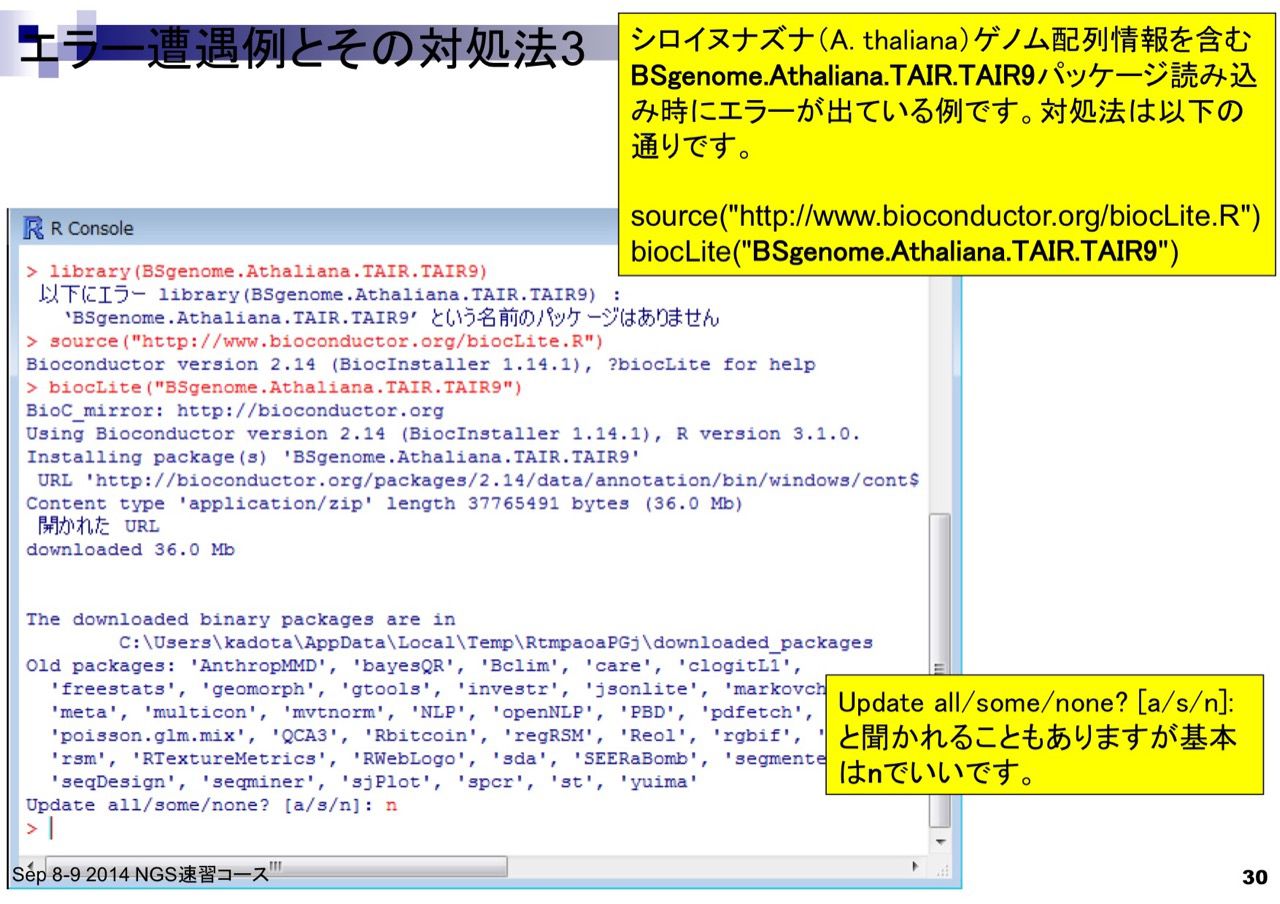 エラー遭遇例とその対処法3
シロイヌナズナ（A. thaliana）ゲノム配列情報を含む
BSgenome.Athaliana.TAIR.TAIR9パッケージ読み込
み時にエラーが出ている例です。対処法は以下の
通りです。
source("http://www.bioconductor.org/biocLite.R")
biocLite("BSgenome.Athaliana.TAIR.TAIR9")
R Console
> library(BSgenome.Athaliana.TAIR.TAIR9)
以下にエラー library(BSgenome.Athaliana.TAIR.TAIR9) :
‘BSgenome.Athaliana.TAIR.TAIR9’ という名前のパッケージはありません
> source("http://www.bioconductor.org/biocLite.R")
Bioconductor version 2.14 (BiocInstaller 1.14.1), ?biocLite for help
> biocLite("BSgenome.Athaliana.TAIR.TAIR9")
BioC_mirror: http://bioconductor.org
Using Bioconductor version 2.14 (BiocInstaller 1.14.1), R version 3.1.0.
Installing package(s) 'BSgenome.Athaliana.TAIR.TAIR9'
URL 'http://bioconductor.org/packages/2.14/data/annotation/bin/windows/cont$
Content type 'application/zip' length 37765491 bytes (36.0 Mb)
開かれた URL
downloaded 36.0 Mb
The downloaded binary packages are in
C:\Users\kadota\AppData\Local\Temp\RtmpaoaPGj\downloaded_packages
Old packages: 'AnthropMMD', 'bayesQR', 'Bclim', 'care', 'clogitL1',
'freestats', 'geomorph', 'gtools', 'investr', 'jsonlite', 'markovch
'meta', 'multicon', 'mvtnorm', 'NLP', 'openNLP', 'PBD', 'pdfetch',
'poisson.glm.mix', 'QCA3', 'Rbitcoin', 'regRSM', 'Reol', 'rgbif', '
'rsm', 'RTextureMetrics', 'RWebLogo', 'sda', 'SEERaBomb', 'segmente
'seqDesign', 'seqminer', 'sjPlot', 'spcr', 'st', 'yuima'
Update all/some/none? [a/s/n]: n
>
Update all/some/none? [a/s/n]:
と聞かれることもありますが基本
はnでいいです。
Sep 8-9 2014 NGS速習コース
30